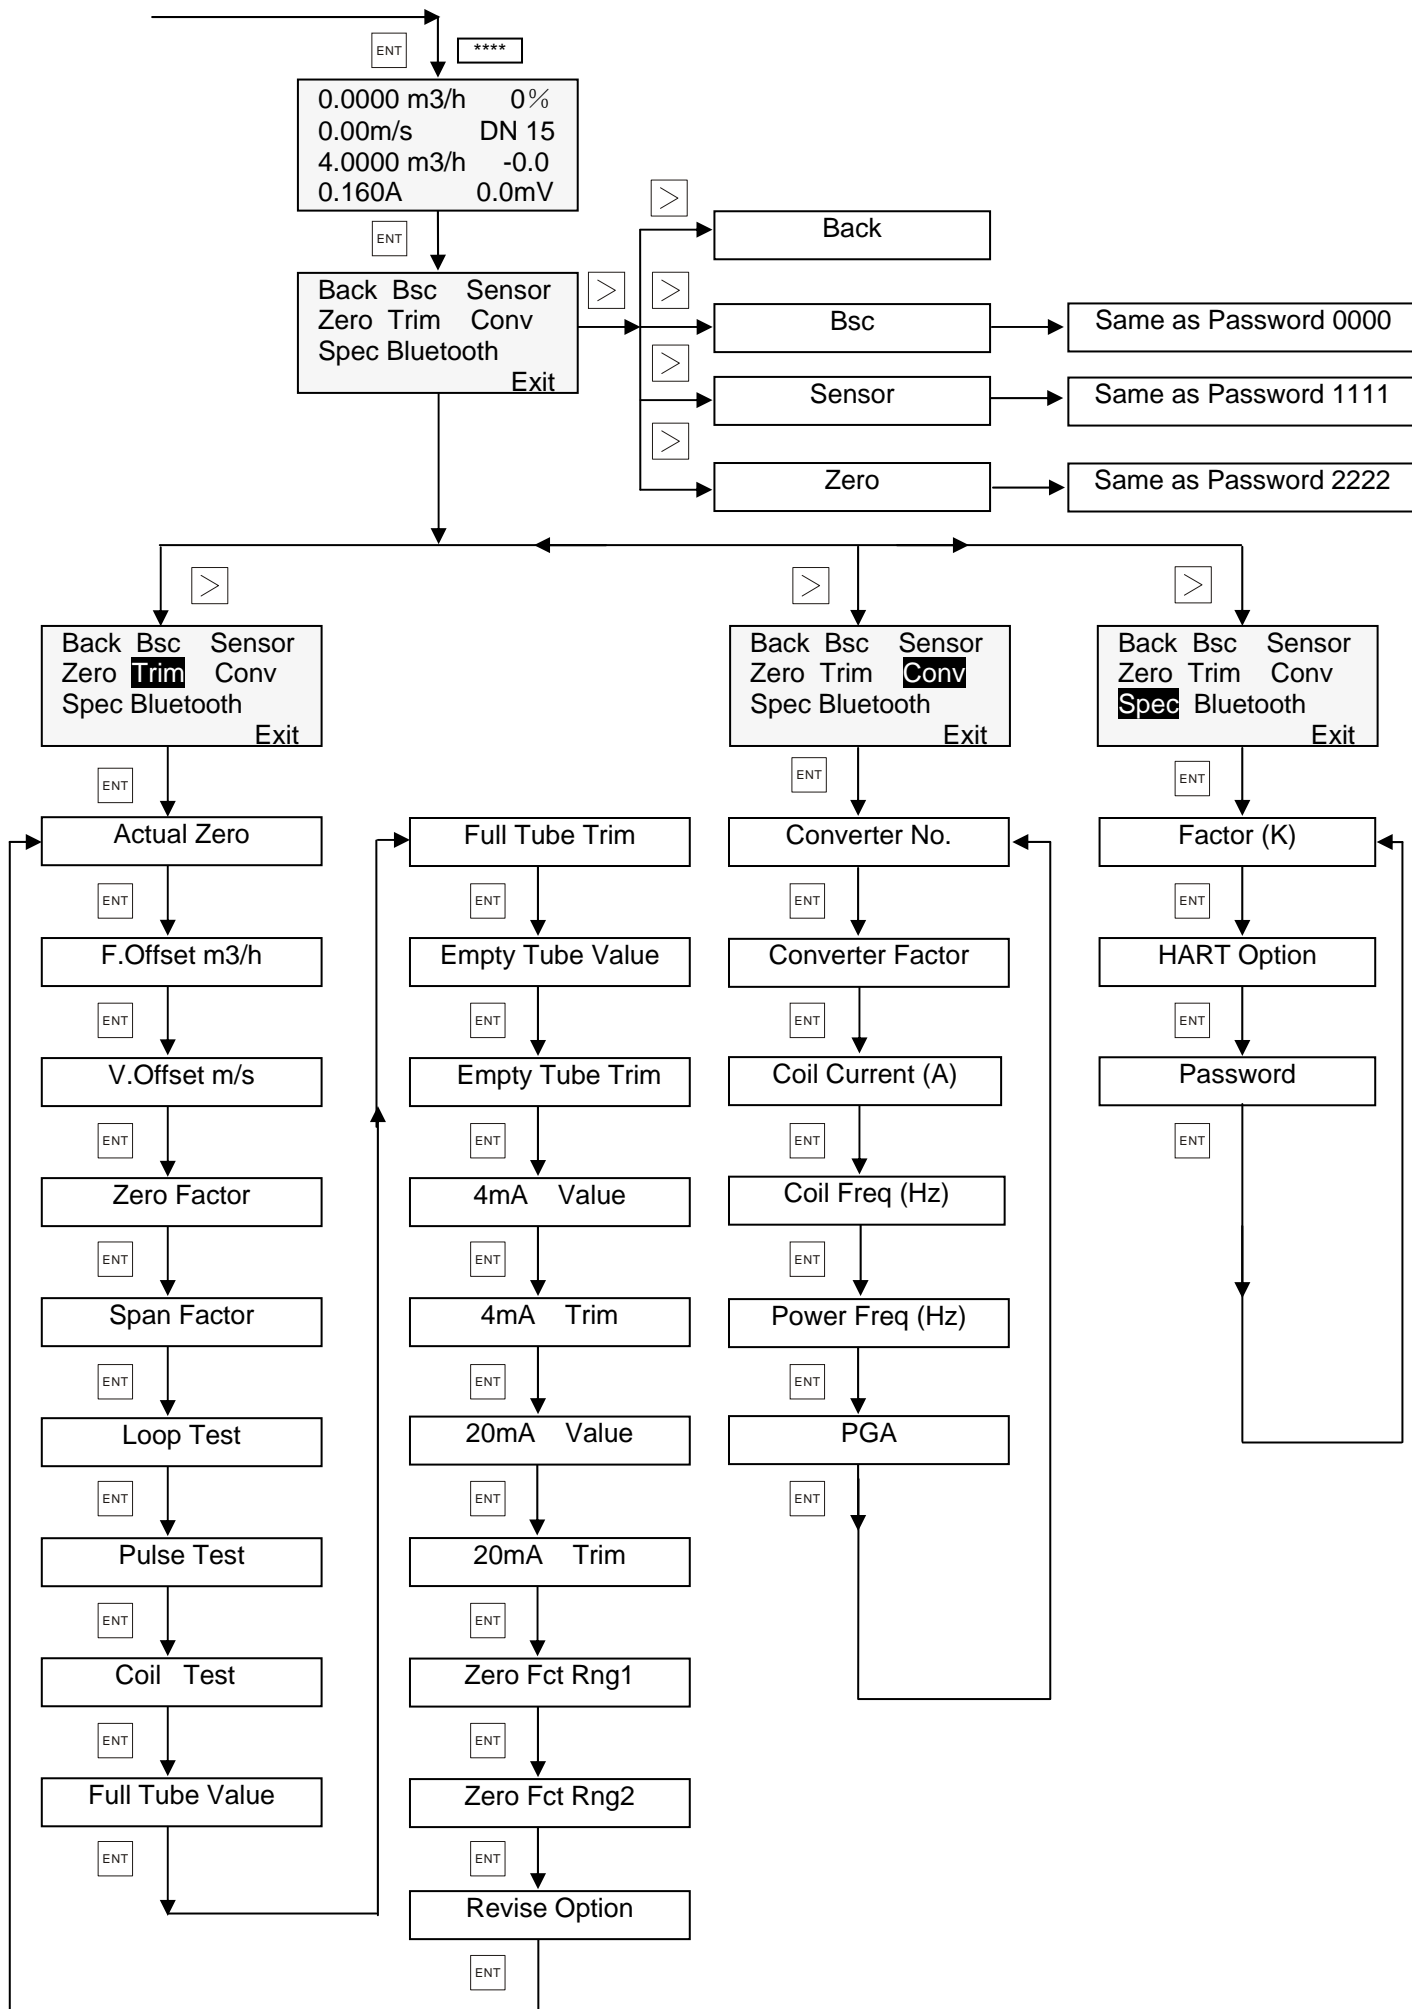 ENT
****
0.0000 m3/h 0%
0.00m/s DN 15
4.0000 m3/h -0.0
0.160A 0.0mV
ENT
>
Back
Back Bsc Sensor
Zero Trim Conv
Spec Bluetooth
Exit
>
>
Bsc
Same as Password 0000
>
Sensor
Same as Password 1111
>
Zero
Same as Password 2222
>
Back Bsc Sensor
Zero Trim Conv
Spec Bluetooth
Exit
ENT
Actual Zero
ENT
F.Offset m3/h
ENT
V.Offset m/s
ENT
Zero Factor
ENT
Span Factor
ENT
Loop Test
ENT
Pulse Test
ENT
Coil Test
ENT
Full Tube Value
ENT
Full Tube Trim
ENT
Empty Tube Value
ENT
Empty Tube Trim
ENT
4mA Value
ENT
4mA Trim
ENT
20mA Value
ENT
20mA Trim
ENT
Zero Fct Rng1
ENT
Zero Fct Rng2
ENT
Revise Option
ENT
>
Back Bsc Sensor
Zero Trim Conv
Spec Bluetooth
Exit
ENT
Converter No.
ENT
Converter Factor
ENT
Coil Current (A)
ENT
Coil Freq (Hz)
ENT
Power Freq (Hz)
ENT
PGA
ENT
>
Back Bsc Sensor
Zero Trim Conv
Spec Bluetooth
Exit
ENT
Factor (K)
ENT
HART Option
ENT
Password
ENT